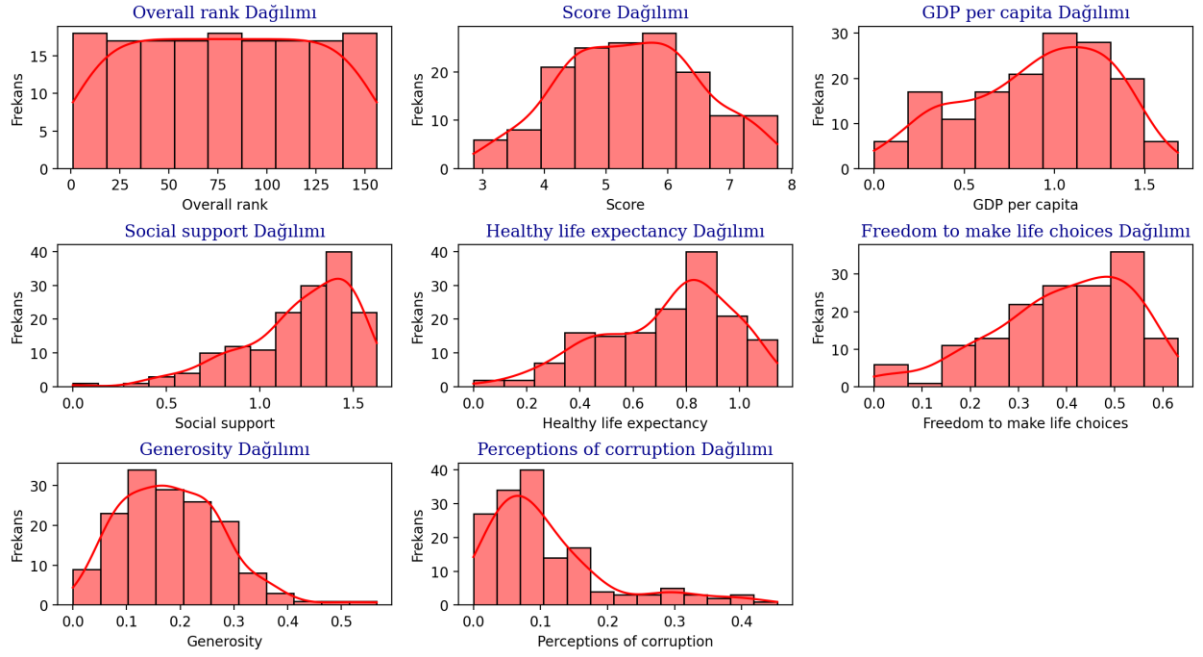 Overall rank Dağılımı
Frekans
15
10
5
0
0 25 50 75 100 125 150
Overall rank
Score Dağılımı
Frekans
20
10
0
3 4 5 6 7 8
Score
GDP per capita Dağılımı
Frekans
30
20
10
0
0.0 0.5 1.0 1.5
GDP per capita
Social support Dağılımı
Frekans
40
30
20
10
0
0.0 0.5 1.0 1.5
Social support
Healthy life expectancy Dağılımı
Frekans
40
30
20
10
0
0.0 0.2 0.4 0.6 0.8 1.0
Healthy life expectancy
Freedom to make life choices Dağılımı
Frekans
30
20
10
0
0.0 0.1 0.2 0.3 0.4 0.5 0.6
Freedom to make life choices
Generosity Dağılımı
Frekans
30
20
10
0
0.0 0.1 0.2 0.3 0.4 0.5
Generosity
Perceptions of corruption Dağılımı
Frekans
40
30
20
10
0
0.0 0.1 0.2 0.3 0.4
Perceptions of corruption